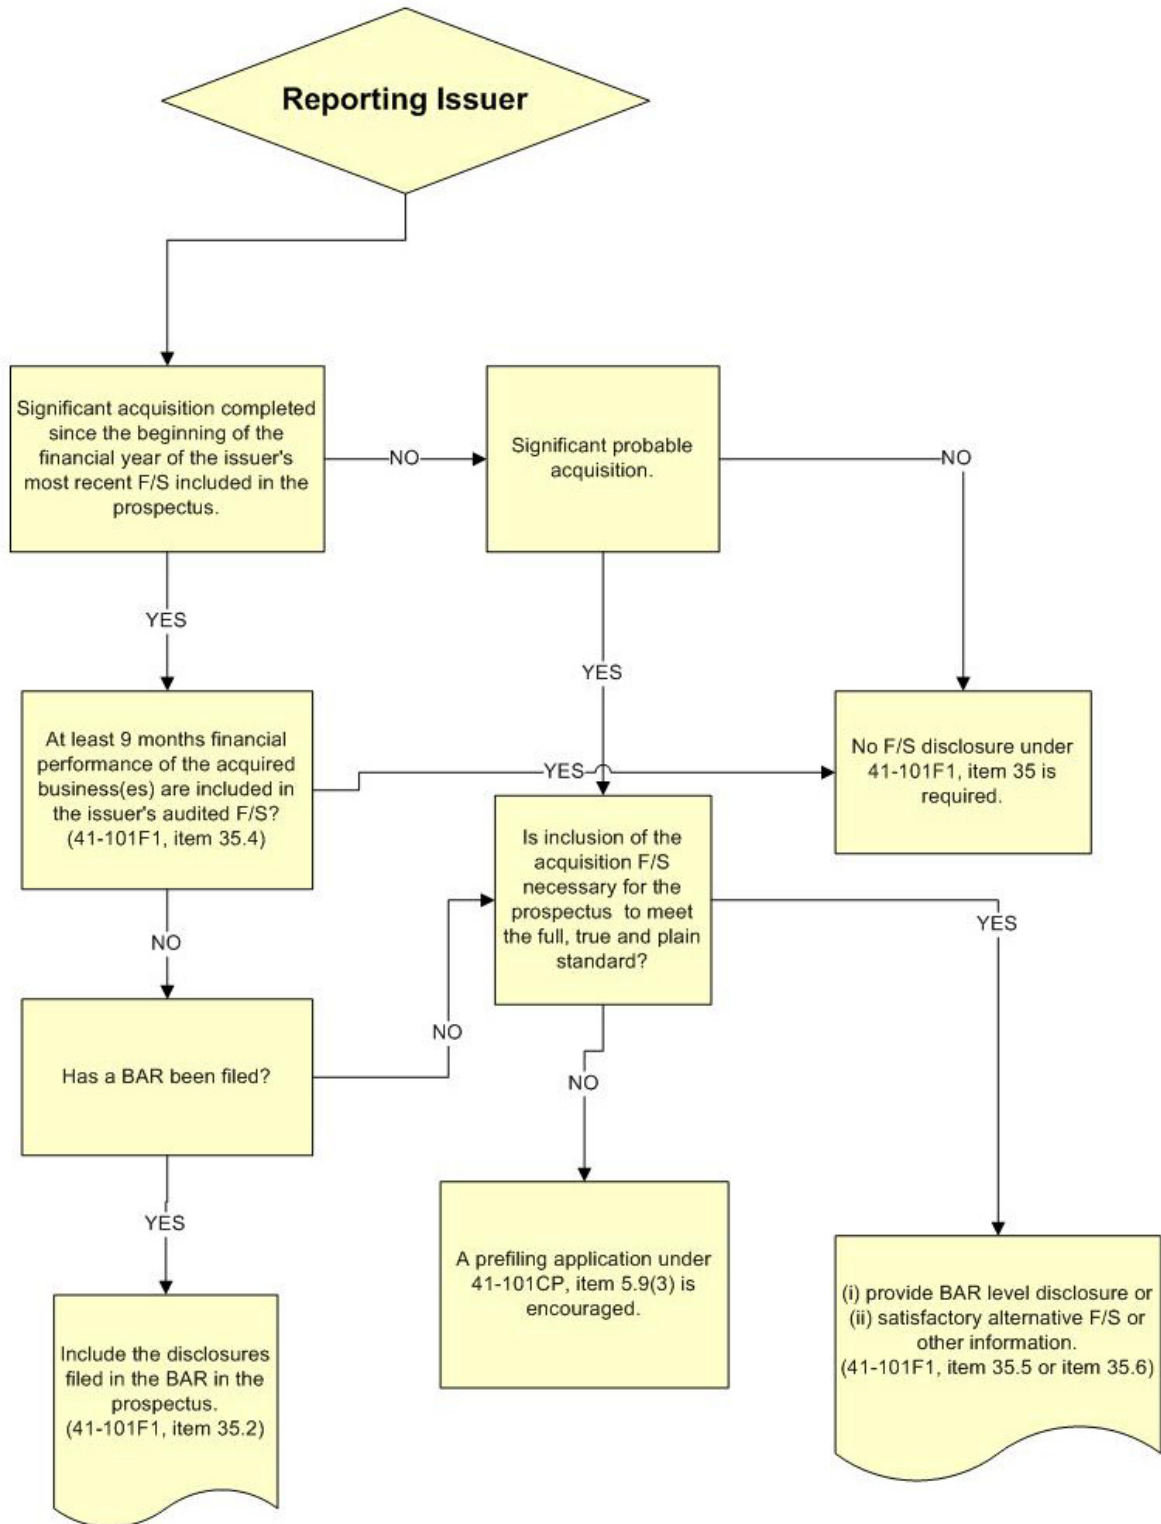 Reporting Issuer
Significant acquisition completed
since the beginning of the
financial year of the issuer's
most recent F/S included in the
prospectus.
NO
Significant probable
acquisition.
NO
YES
YES
At least 9 months financial
performance of the acquired
business(es) are included in
the issuer's audited F/S?
(41-101F1, item 35.4)
YES
No F/S disclosure under
41-101F1, item 35 is
required.
Is inclusion of the
acquisition F/S
necessary for the
prospectus to meet
the full, true and plain
standard?
YES
NO
Has a BAR been filed?
NO
NO
YES
A prefiling application under
41-101CP, item 5.9(3) is
encouraged.
(i) provide BAR level disclosure or
(ii) satisfactory alternative F/S or
other information.
(41-101F1, item 35.5 or item 35.6)
Include the disclosures
filed in the BAR in the
prospectus.
(41-101F1, item 35.2)